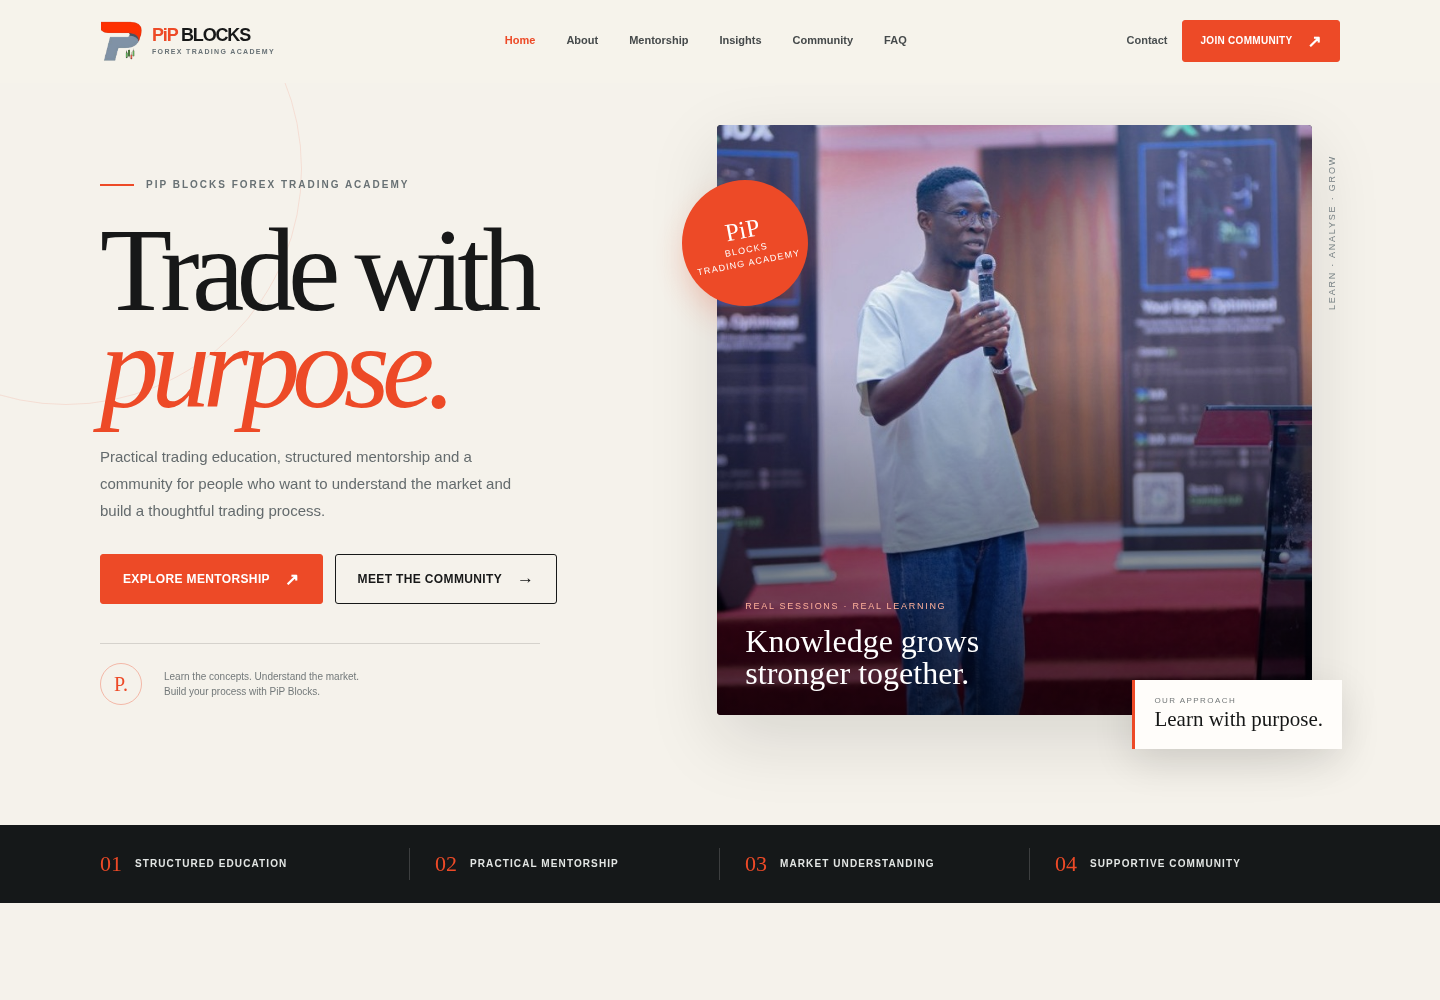 PiP BLOCKS
FOREX TRADING ACADEMY
Home
About
Mentorship
Insights
Community
FAQ
Contact
JOIN COMMUNITY ↗
PIP BLOCKS FOREX TRADING ACADEMY
Trade with
purpose.
Practical trading education, structured mentorship and a
community for people who want to understand the market and
build a thoughtful trading process.
EXPLORE MENTORSHIP ↗
MEET THE COMMUNITY →
P.
Learn the concepts. Understand the market.
Build your process with PiP Blocks.
PiP
BLOCKS
TRADING ACADEMY
Your Edge. Optimized
REAL SESSIONS · REAL LEARNING
Knowledge grows
stronger together.
LEARN · ANALYSE · GROW
OUR APPROACH
Learn with purpose.
01 STRUCTURED EDUCATION
02 PRACTICAL MENTORSHIP
03 MARKET UNDERSTANDING
04 SUPPORTIVE COMMUNITY